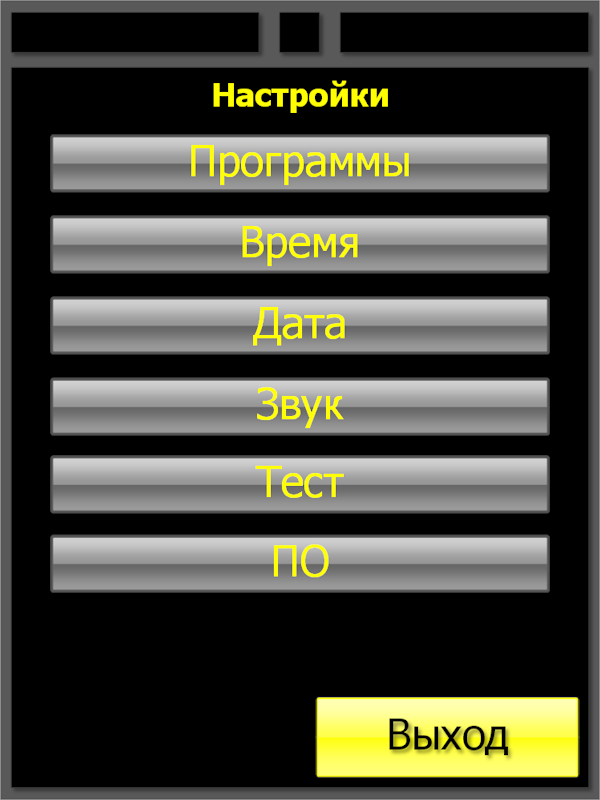 Настройки
Программы
Время
Дата
Звук
Тест
ПО
Выход